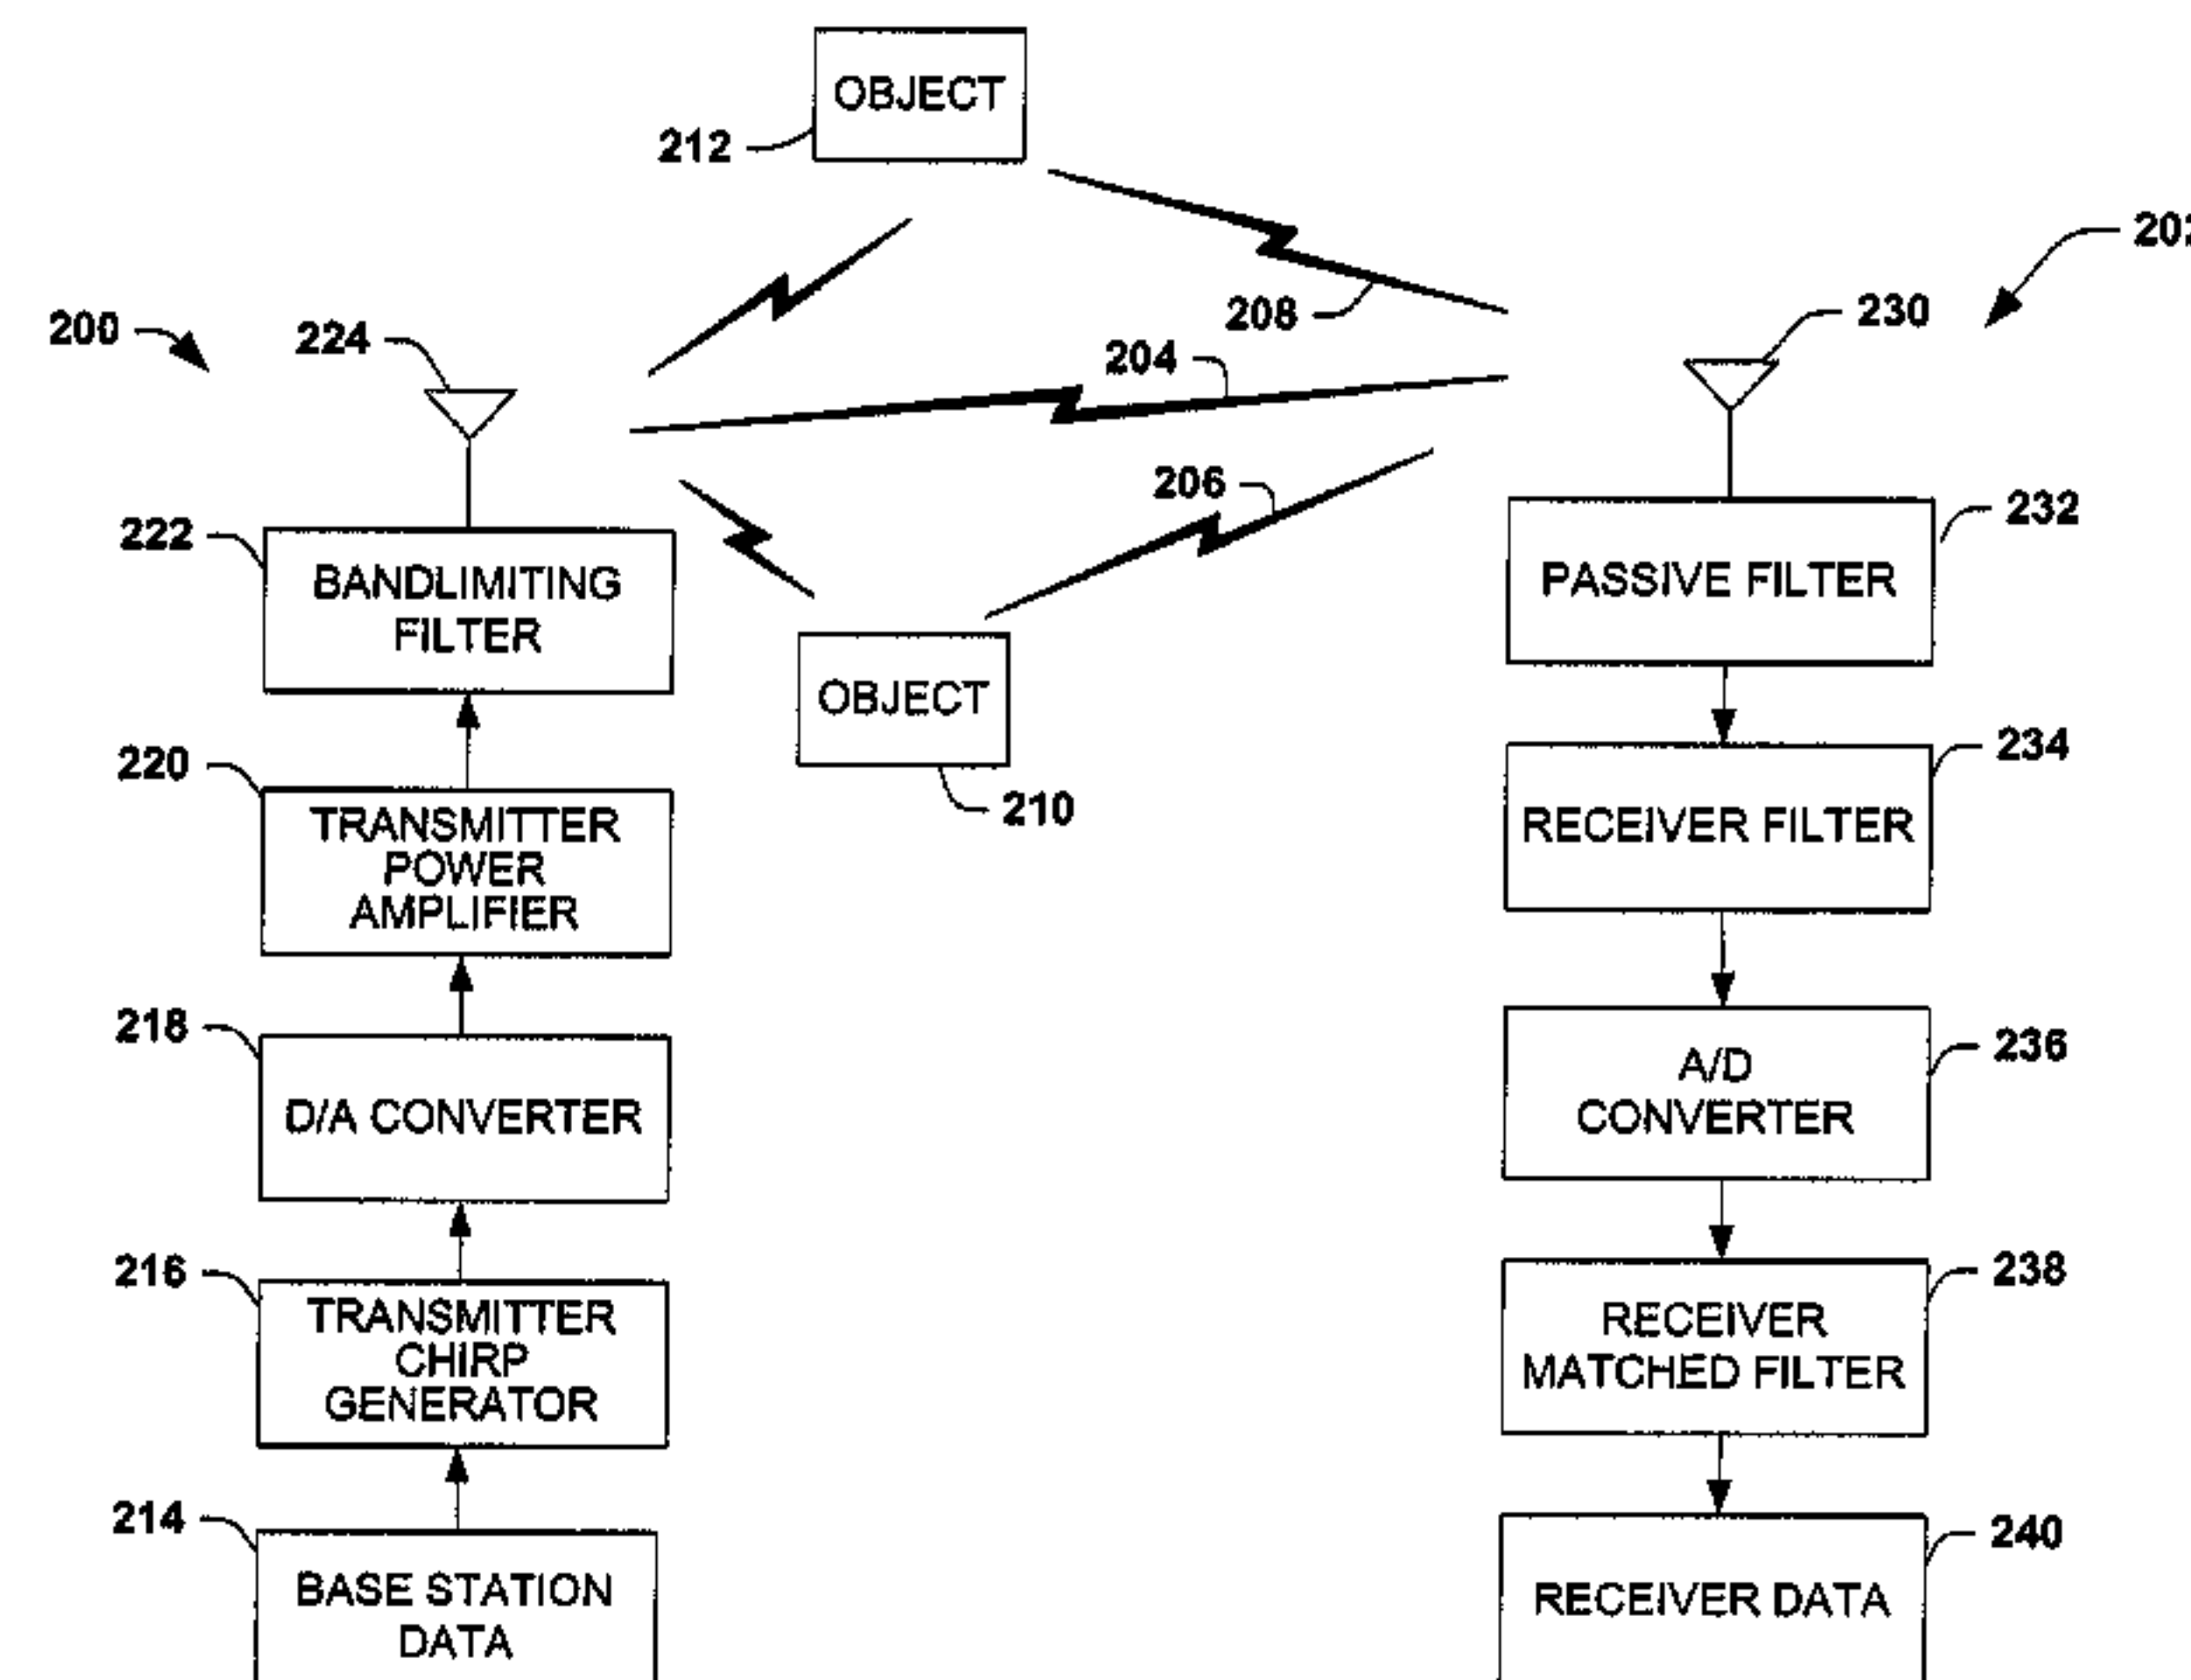 OBJECT
212
202
208
230
200
224
204
206
232
222
BANDLIMITING
FILTER
PASSIVE FILTER
OBJECT
210
220
TRANSMITTER
POWER
AMPLIFIER
234
RECEIVER FILTER
218
D/A CONVERTER
236
A/D
CONVERTER
216
TRANSMITTER
CHIRP
GENERATOR
238
RECEIVER
MATCHED FILTER
214
BASE STATION
DATA
240
RECEIVER DATA